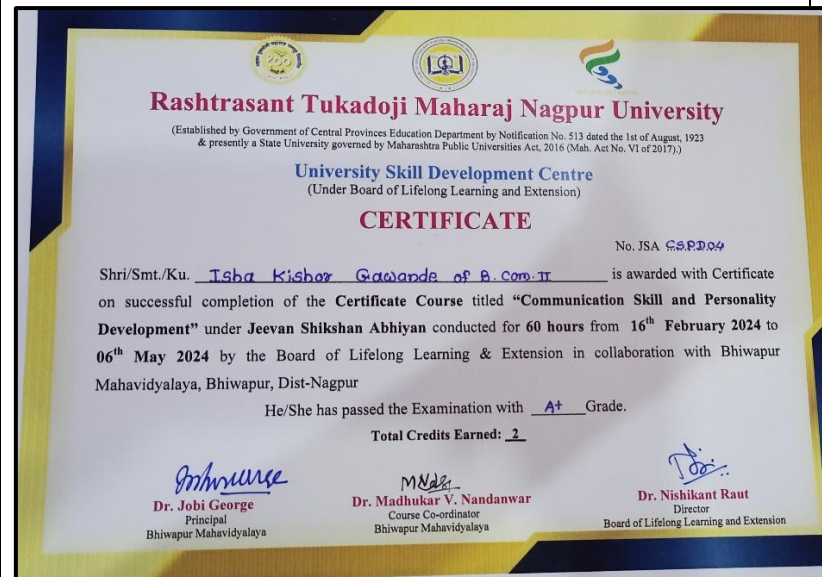 Rashtrasant Tukadoji Maharaj Nagpur University
(Established by Government of Central Provinces Education Department by Notification No. 513 dated the 1st of August, 1923
& presently a State University governed by Maharashtra Public Universities Act, 2016 (Mah. Act No. VI of 2017).)
University Skill Development Centre
(Under Board of Lifelong Learning and Extension)
CERTIFICATE
No. JSA C.S.P.D.04
Shri/Smt./Ku. Isha Kishor Gawande of B.Com.II is awarded with Certificate
on successful completion of the Certificate Course titled “Communication Skill and Personality
Development” under Jeevan Shikshan Abhiyan conducted for 60 hours from 16th February 2024 to
06th May 2024 by the Board of Lifelong Learning & Extension in collaboration with Bhiwapur
Mahavidyalaya, Bhiwapur, Dist-Nagpur
He/She has passed the Examination with A+ Grade.
Total Credits Earned: 2
Dr. Jobi George
Principal
Bhiwapur Mahavidyalaya
Dr. Madhukar V. Nandanwar
Course Co-ordinator
Bhiwapur Mahavidyalaya
Dr. Nishikant Raut
Director
Board of Lifelong Learning and Extension